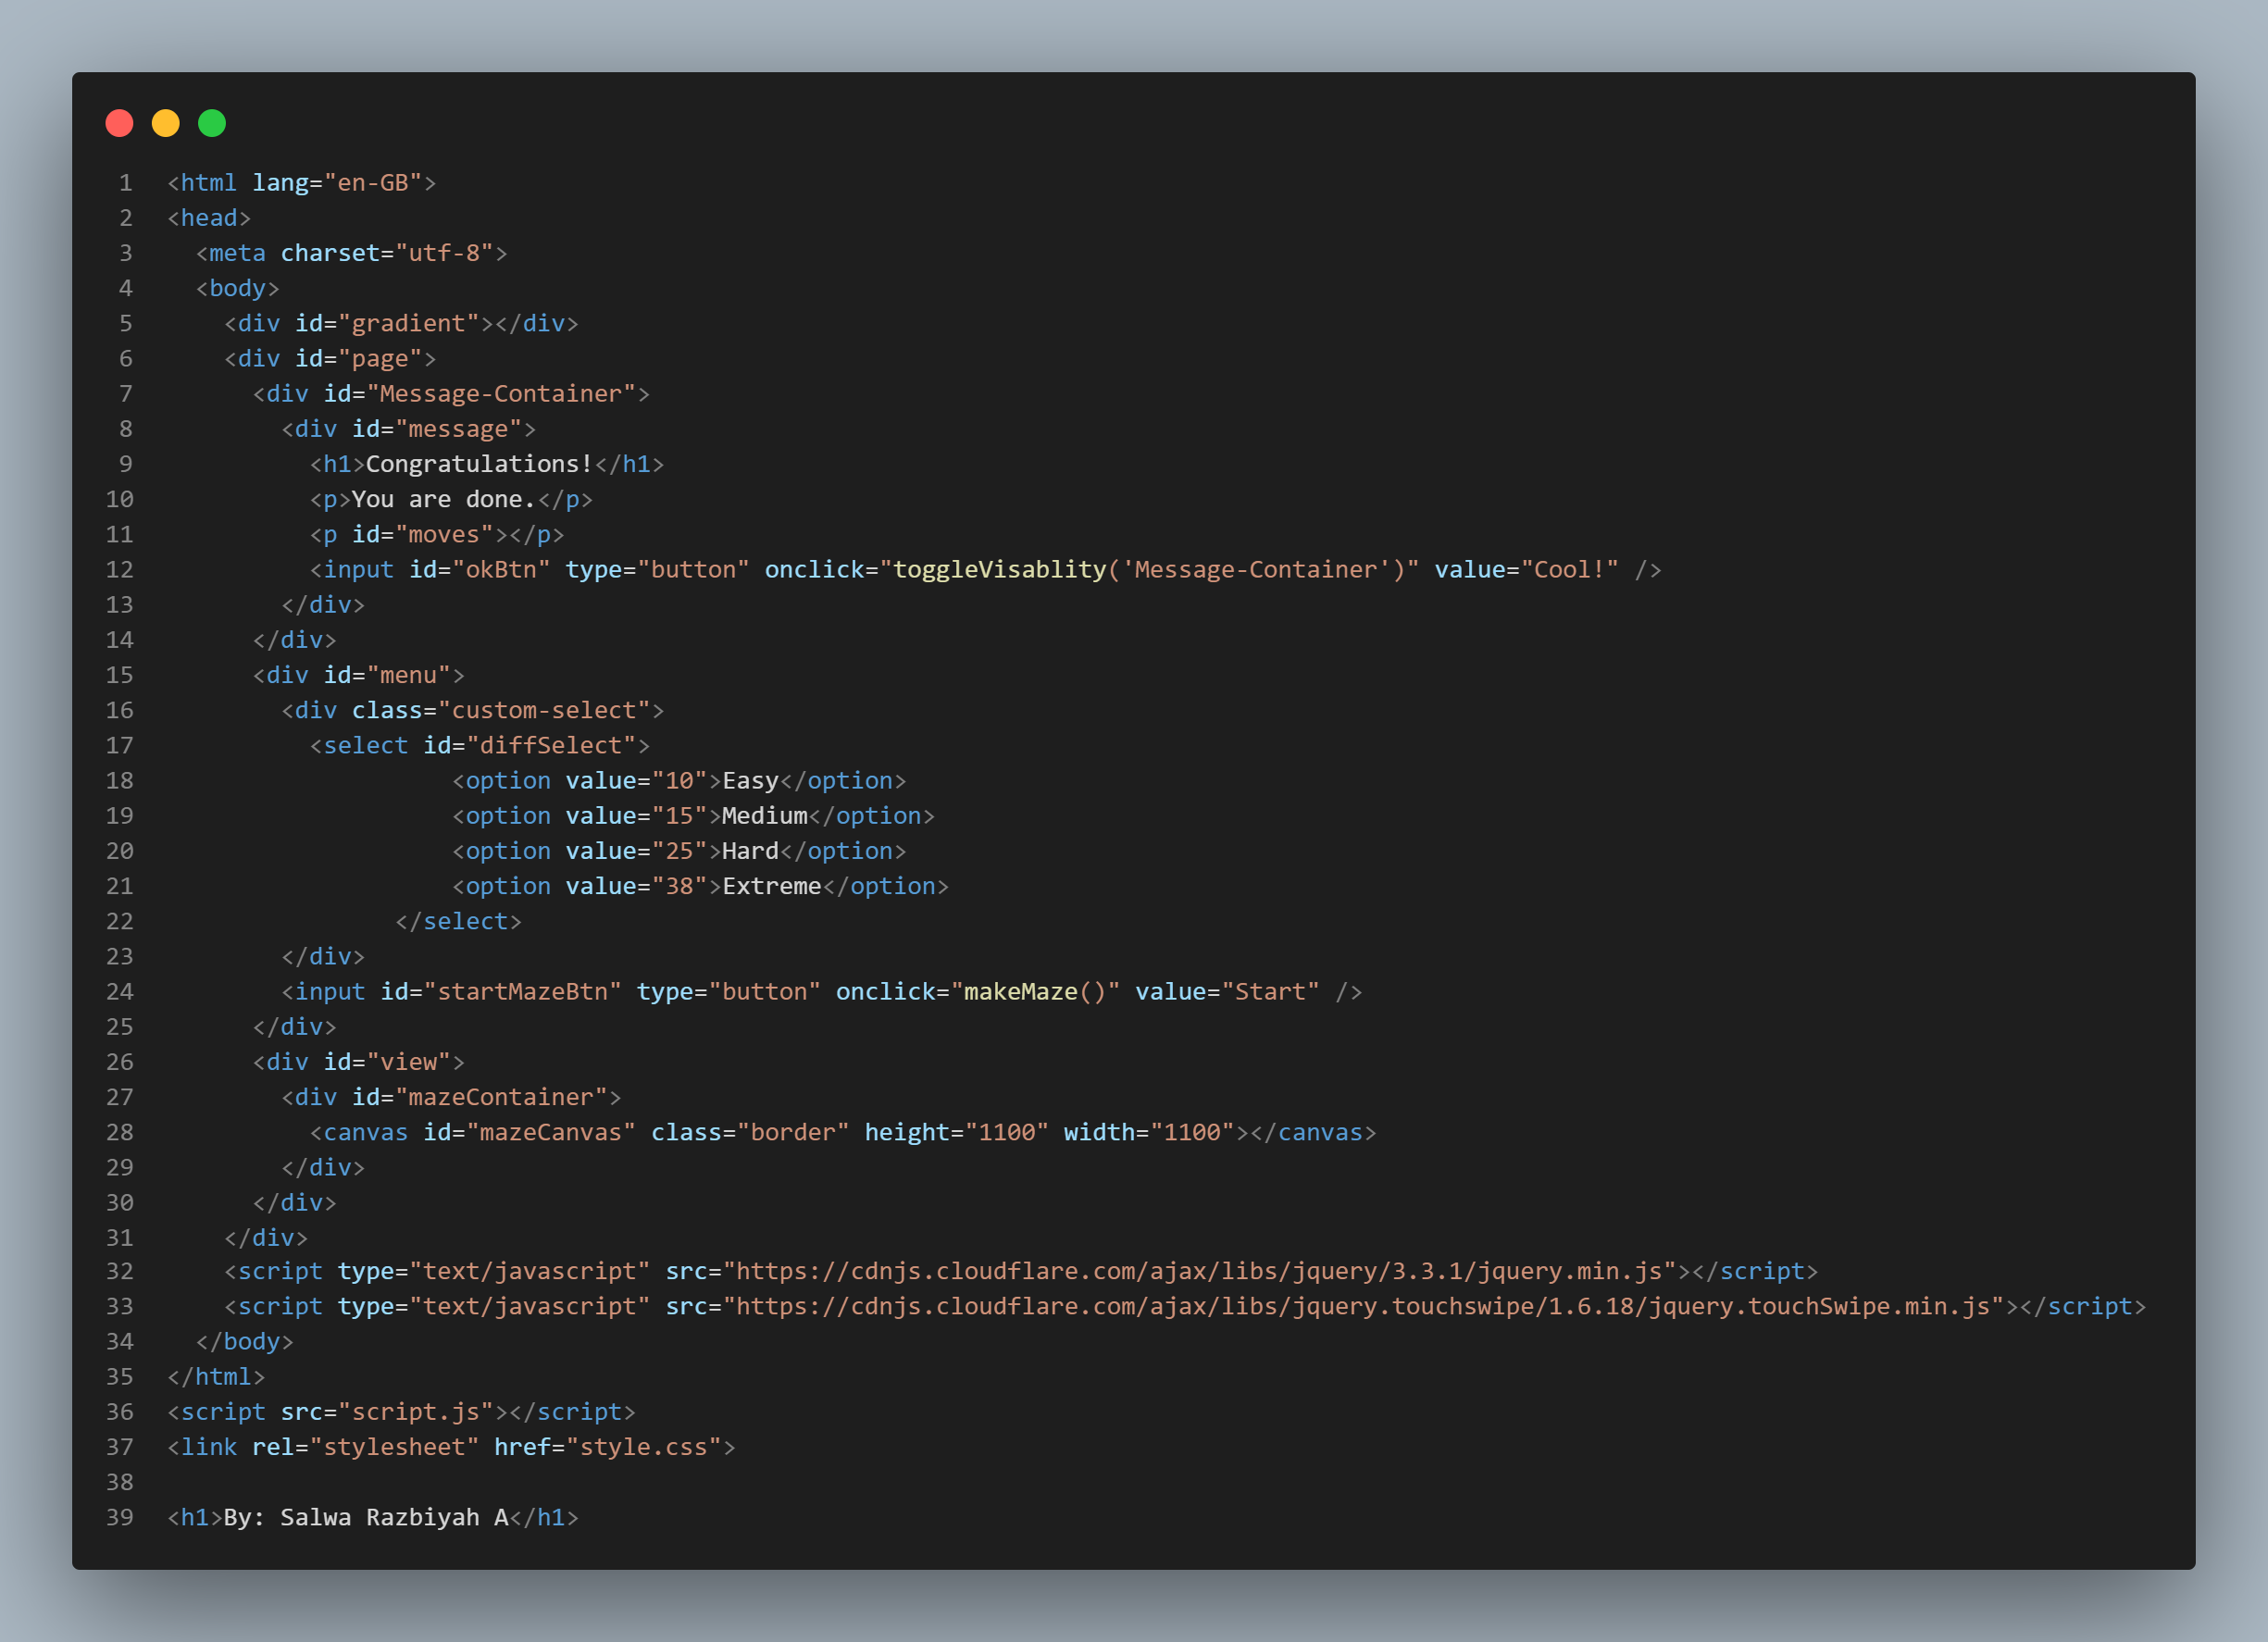 1 <html lang="en-GB">
2 <head>
3   <meta charset="utf-8">
4   <body>
5     <div id="gradient"></div>
6     <div id="page">
7       <div id="Message-Container">
8         <div id="message">
9           <h1>Congratulations!</h1>
10           <p>You are done.</p>
11           <p id="moves"></p>
12           <input id="okBtn" type="button" onclick="toggleVisablity('Message-Container')" value="Cool!" />
13         </div>
14       </div>
15       <div id="menu">
16         <div class="custom-select">
17           <select id="diffSelect">
18                     <option value="10">Easy</option>
19                     <option value="15">Medium</option>
20                     <option value="25">Hard</option>
21                     <option value="38">Extreme</option>
22                 </select>
23         </div>
24         <input id="startMazeBtn" type="button" onclick="makeMaze()" value="Start" />
25       </div>
26       <div id="view">
27         <div id="mazeContainer">
28           <canvas id="mazeCanvas" class="border" height="1100" width="1100"></canvas>
29         </div>
30       </div>
31     </div>
32     <script type="text/javascript" src="https://cdnjs.cloudflare.com/ajax/libs/jquery/3.3.1/jquery.min.js"></script>
33     <script type="text/javascript" src="https://cdnjs.cloudflare.com/ajax/libs/jquery.touchswipe/1.6.18/jquery.touchSwipe.min.js"></script>
34   </body>
35 </html>
36 <script src="script.js"></script>
37 <link rel="stylesheet" href="style.css">
38
39 <h1>By: Salwa Razbiyah A</h1>